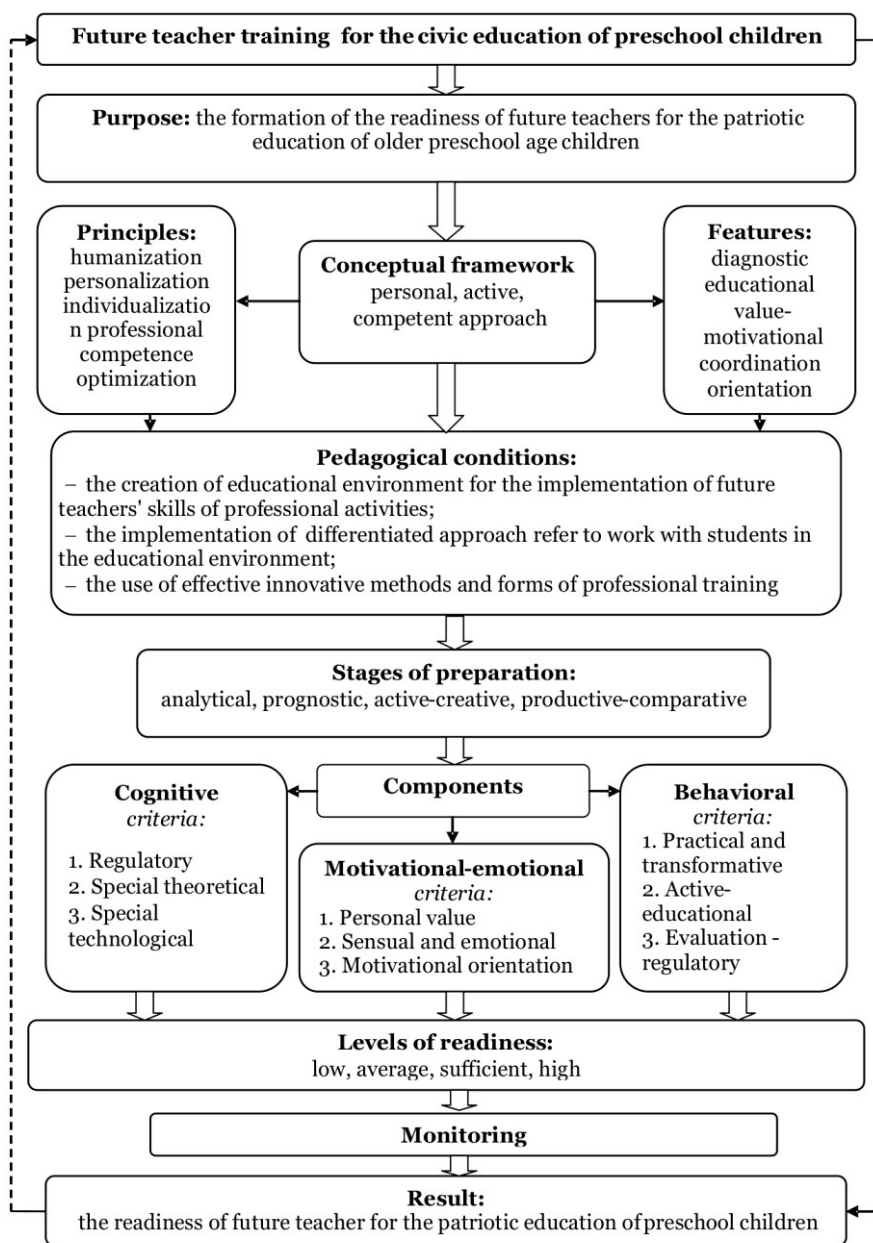 Future teacher training for the civic education of preschool children
Purpose: the formation of the readiness of future teachers for the patriotic
education of older preschool age children
Principles:
humanization
personalization
individualizatio
n professional
competence
optimization
Conceptual framework
personal, active,
competent approach
Features:
diagnostic
educational
value-
motivational
coordination
orientation
Pedagogical conditions:
– the creation of educational environment for the implementation of future
teachers' skills of professional activities;
– the implementation of differentiated approach refer to work with students in
the educational environment;
– the use of effective innovative methods and forms of professional training
Stages of preparation:
analytical, prognostic, active-creative, productive-comparative
Components
Cognitive
criteria:
1. Regulatory
2. Special theoretical
3. Special
technological
Motivational-emotional
criteria:
1. Personal value
2. Sensual and emotional
3. Motivational orientation
Behavioral
criteria:
1. Practical and
transformative
2. Active-
educational
3. Evaluation -
regulatory
Levels of readiness:
low, average, sufficient, high
Monitoring
Result:
the readiness of future teacher for the patriotic education of preschool children